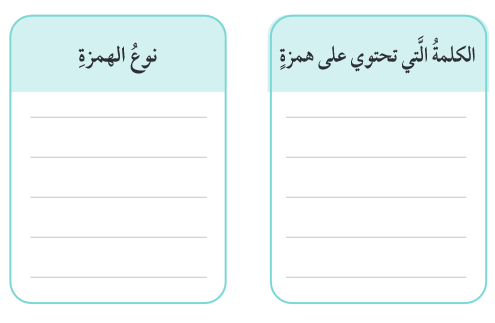 الكلمةُ الَّتي تحتوي على همزةٍ
نوعُ الهمزةِ